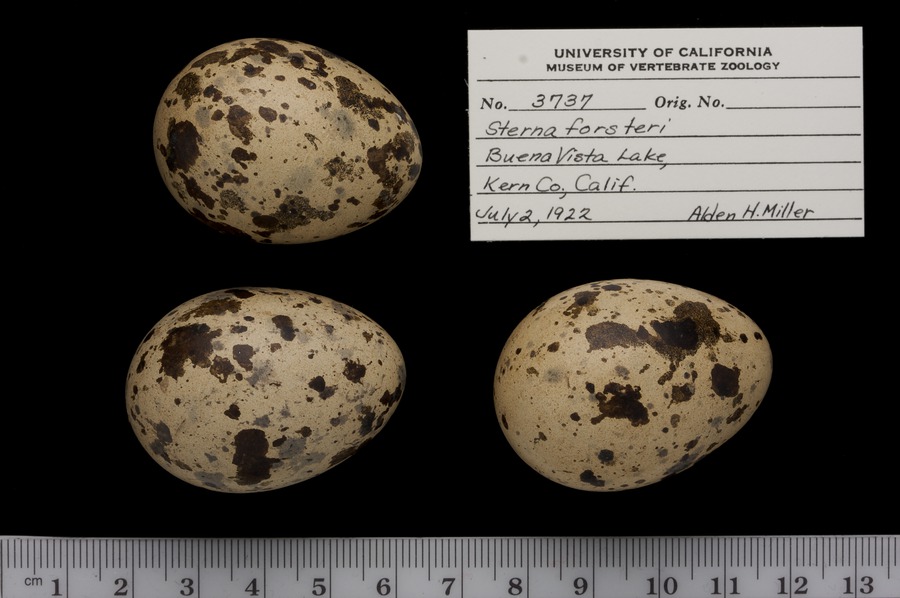 UNIVERSITY OF CALIFORNIA
MUSEUM OF VERTEBRATE ZOOLOGY
No. 3737 Orig. No.
Sterna forsteri
Buena Vista Lake,
Kern Co, Calif.
July 2, 1922 Alden H. Miller
cm 1 2 3 4 5 6 7 8 9 10 11 12 13